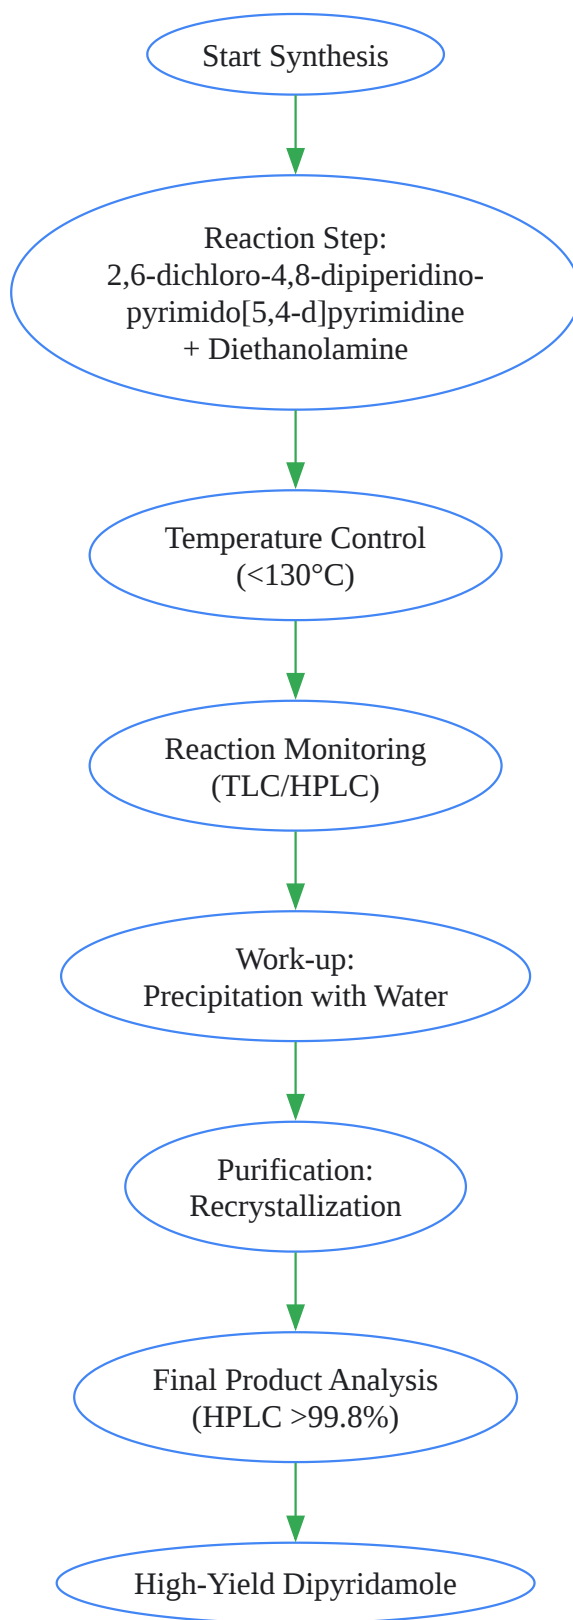 Start Synthesis
Reaction Step:
2,6-dichloro-4,8-dipiperidino-
pyrimido[5,4-d]pyrimidine
+ Diethanolamine
Temperature Control
(<130°C)
Reaction Monitoring
(TLC/HPLC)
Work-up:
Precipitation with Water
Purification:
Recrystallization
Final Product Analysis
(HPLC >99.8%)
High-Yield Dipyridamole